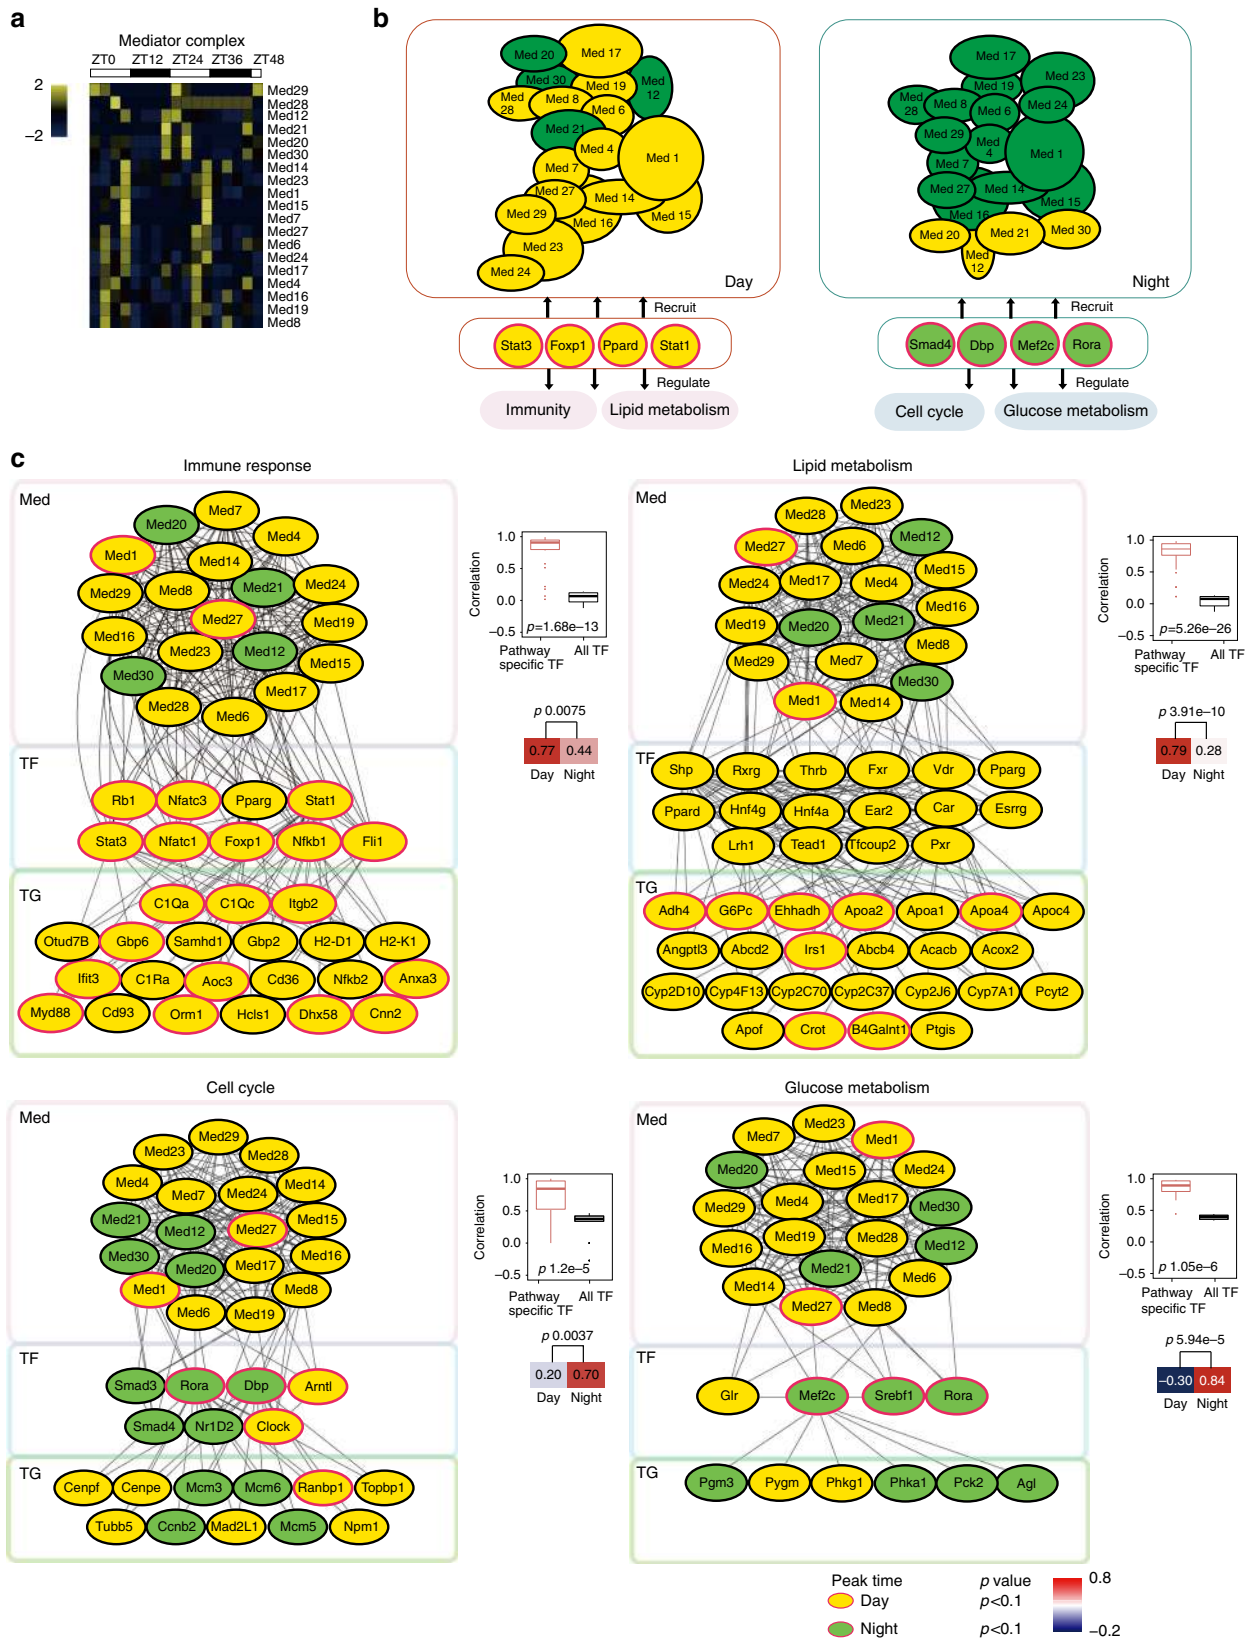 a
Mediator complex
ZT0 ZT12 ZT24 ZT36 ZT48
2
−2
Med29
Med28
Med12
Med21
Med20
Med30
Med14
Med23
Med1
Med15
Med7
Med27
Med6
Med24
Med17
Med4
Med16
Med19
Med8
b
Med 17
Med 20
Med 30
Med 19
Med 12
Med 28
Med 8
Med 6
Med 21
Med 4
Med 1
Med 7
Med 27
Med 14
Med 29
Med 16
Med 15
Med 23
Med 24
Day
Recruit
Stat3 Foxp1 Ppard Stat1
Regulate
Immunity Lipid metabolism
Med 17
Med 23
Med 19
Med 28
Med 8
Med 6
Med 24
Med 29
Med 4
Med 1
Med 7
Med 27
Med 14
Med 15
Med 16
Med 20
Med 21
Med 30
Med 12
Night
Recruit
Smad4 Dbp Mef2c Rora
Regulate
Cell cycle Glucose metabolism
c
Immune response
Med
Med7
Med20
Med4
Med1
Med14
Med29
Med8
Med21
Med24
Med27
Med19
Med16
Med23
Med12
Med15
Med30
Med17
Med28
Med6
TF
Rb1 Nfatc3 Pparg Stat1
Stat3 Nfatc1 Foxp1 Nfkb1 Fli1
TG
C1Qa C1Qc Itgb2
Otud7B Gbp6 Samhd1 Gbp2 H2-D1 H2-K1
Ifit3 C1Ra Aoc3 Cd36 Nfkb2 Anxa3
Myd88 Cd93 Orm1 Hcls1 Dhx58 Cnn2
Correlation
1.0
0.5
0.0
−0.5
p=1.68e−13
Pathway specific TF
All TF
p 0.0075
0.77 0.44
Day Night
Lipid metabolism
Med
Med23
Med28
Med12
Med27
Med6
Med15
Med24
Med17
Med4
Med16
Med19
Med20
Med21
Med8
Med29
Med7
Med30
Med1
Med14
TF
Shp Rxrg Thrb Fxr Vdr Pparg
Ppard Hnf4g Hnf4a Ear2 Car Esrrg
Lrh1 Tead1 Tfcoup2 Pxr
TG
Adh4 G6Pc Ehhadh Apoa2 Apoa1 Apoa4 Apoc4
Angptl3 Abcd2 Irs1 Abcb4 Acacb Acox2
Cyp2D10 Cyp4F13 Cyp2C70 Cyp2C37 Cyp2J6 Cyp7A1 Pcyt2
Apof Crot B4Galnt1 Ptgis
Correlation
1.0
0.5
0.0
−0.5
p=5.26e−26
Pathway specific TF
All TF
p 3.91e−10
0.79 0.28
Day Night
Cell cycle
Med
Med29
Med23
Med28
Med4
Med7
Med24
Med14
Med21
Med12
Med27
Med15
Med30
Med20
Med17
Med16
Med1
Med8
Med6
Med19
TF
Smad3 Rora Dbp Arntl
Smad4 Nr1D2 Clock
TG
Cenpf Cenpe Mcm3 Mcm6 Ranbp1 Topbp1
Tubb5 Ccnb2 Mad2L1 Mcm5 Npm1
Correlation
1.0
0.5
0.0
−0.5
p 1.2e−5
Pathway specific TF
All TF
p 0.0037
0.20 0.70
Day Night
Glucose metabolism
Med
Med23
Med7
Med1
Med20
Med15
Med24
Med29
Med4
Med17
Med30
Med16
Med19
Med28
Med12
Med21
Med14
Med6
Med27
Med8
TF
Glr Mef2c Srebf1 Rora
TG
Pgm3 Pygm Phkg1 Phka1 Pck2 Agl
Correlation
1.0
0.5
0.0
−0.5
p 1.05e−6
Pathway specific TF
All TF
p 5.94e−5
−0.30 0.84
Day Night
Peak time p value
Day p<0.1
Night p<0.1
0.8
−0.2